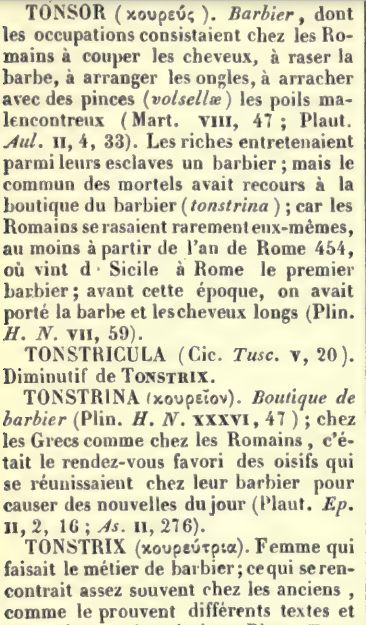 TONSOR (κουρεύς). Barbier, dont
les occupations consistaient chez les Ro-
mains à couper les cheveux, à raser la
barbe, à arranger les ongles, à arracher
avec des pinces (volsellæ) les poils ma-
lencontreux (Mart. VIII, 47 ; Plaut.
Aul. II, 4, 33). Les riches entretenaient
parmi leurs esclaves un barbier ; mais le
commun des mortels avait recours à la
boutique du barbier (tonstrina) ; car les
Romains se rasaient rarement eux-mêmes,
au moins à partir de l'an de Rome 454,
où vint d Sicile à Rome le premier
barbier ; avant cette époque, on avait
porté la barbe et les cheveux longs (Plin.
H. N. VII, 59).
TONSTRICULA (Cic. Tusc. V, 20).
Diminutif de TONSTRIX.
TONSTRINA (κουρεῖον). Boutique de
barbier (Plin. H. N. XXXVI, 47) ; chez
les Grecs comme chez les Romains, c'é-
tait le rendez-vous favori des oisifs qui
se réunissaient chez leur barbier pour
causer des nouvelles du jour (Plaut. Ep.
II, 2, 16 ; As. II, 276).
TONSTRIX (κουρεύτρια). Femme qui
faisait le métier de barbier ; ce qui se ren-
contrait assez souvent chez les anciens,
comme le prouvent différents textes et